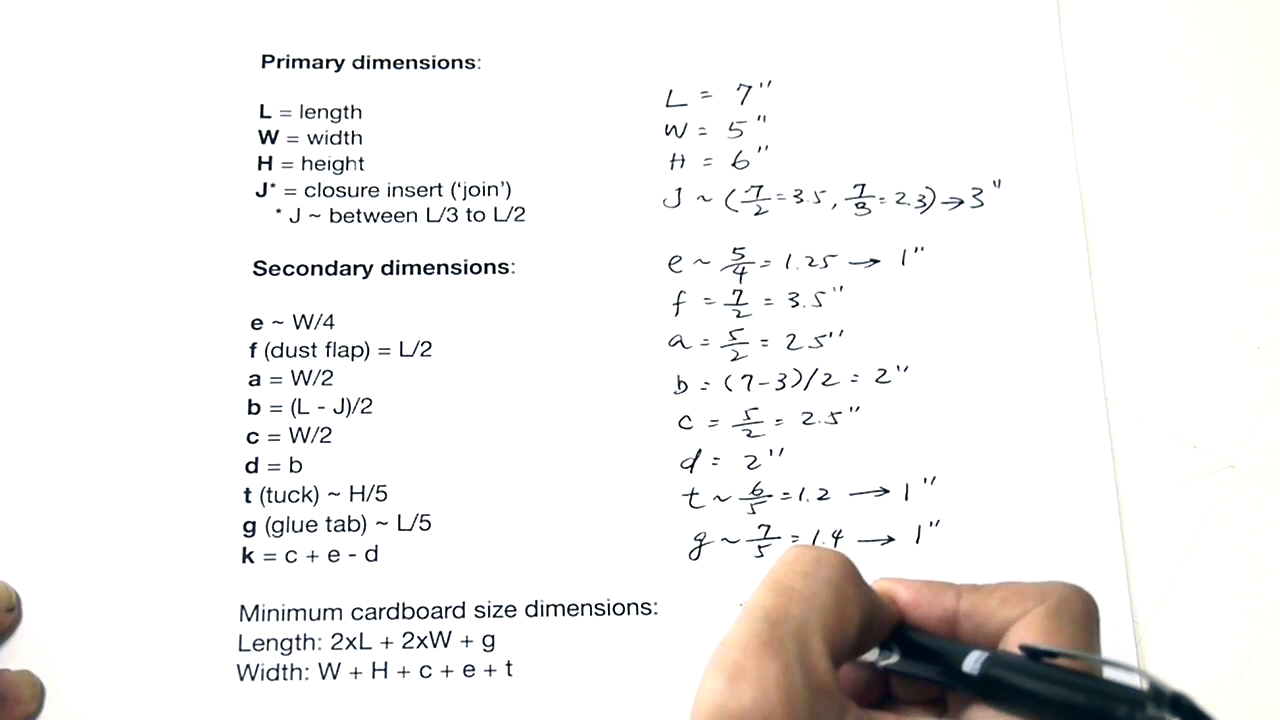 Primary dimensions:
L = length
W = width
H = height
J* = closure insert ('join')
* J ~ between L/3 to L/2
Secondary dimensions:
e ~ W/4
f (dust flap) = L/2
a = W/2
b = (L - J)/2
c = W/2
d = b
t (tuck) ~ H/5
g (glue tab) ~ L/5
k = c + e - d
Minimum cardboard size dimensions:
Length: 2xL + 2xW + g
Width: W + H + c + e + t
L = 7"
W = 5"
H = 6"
J ~ (7/2 = 3.5, 7/3 = 2.3) → 3"
e ~ 5/4 = 1.25 → 1"
f = 7/2 = 3.5"
a = 5/2 = 2.5"
b = (7-3)/2 = 2"
c = 5/2 = 2.5"
d = 2"
t ~ 6/5 = 1.2 → 1"
g ~ 7/5 = 1.4 → 1"